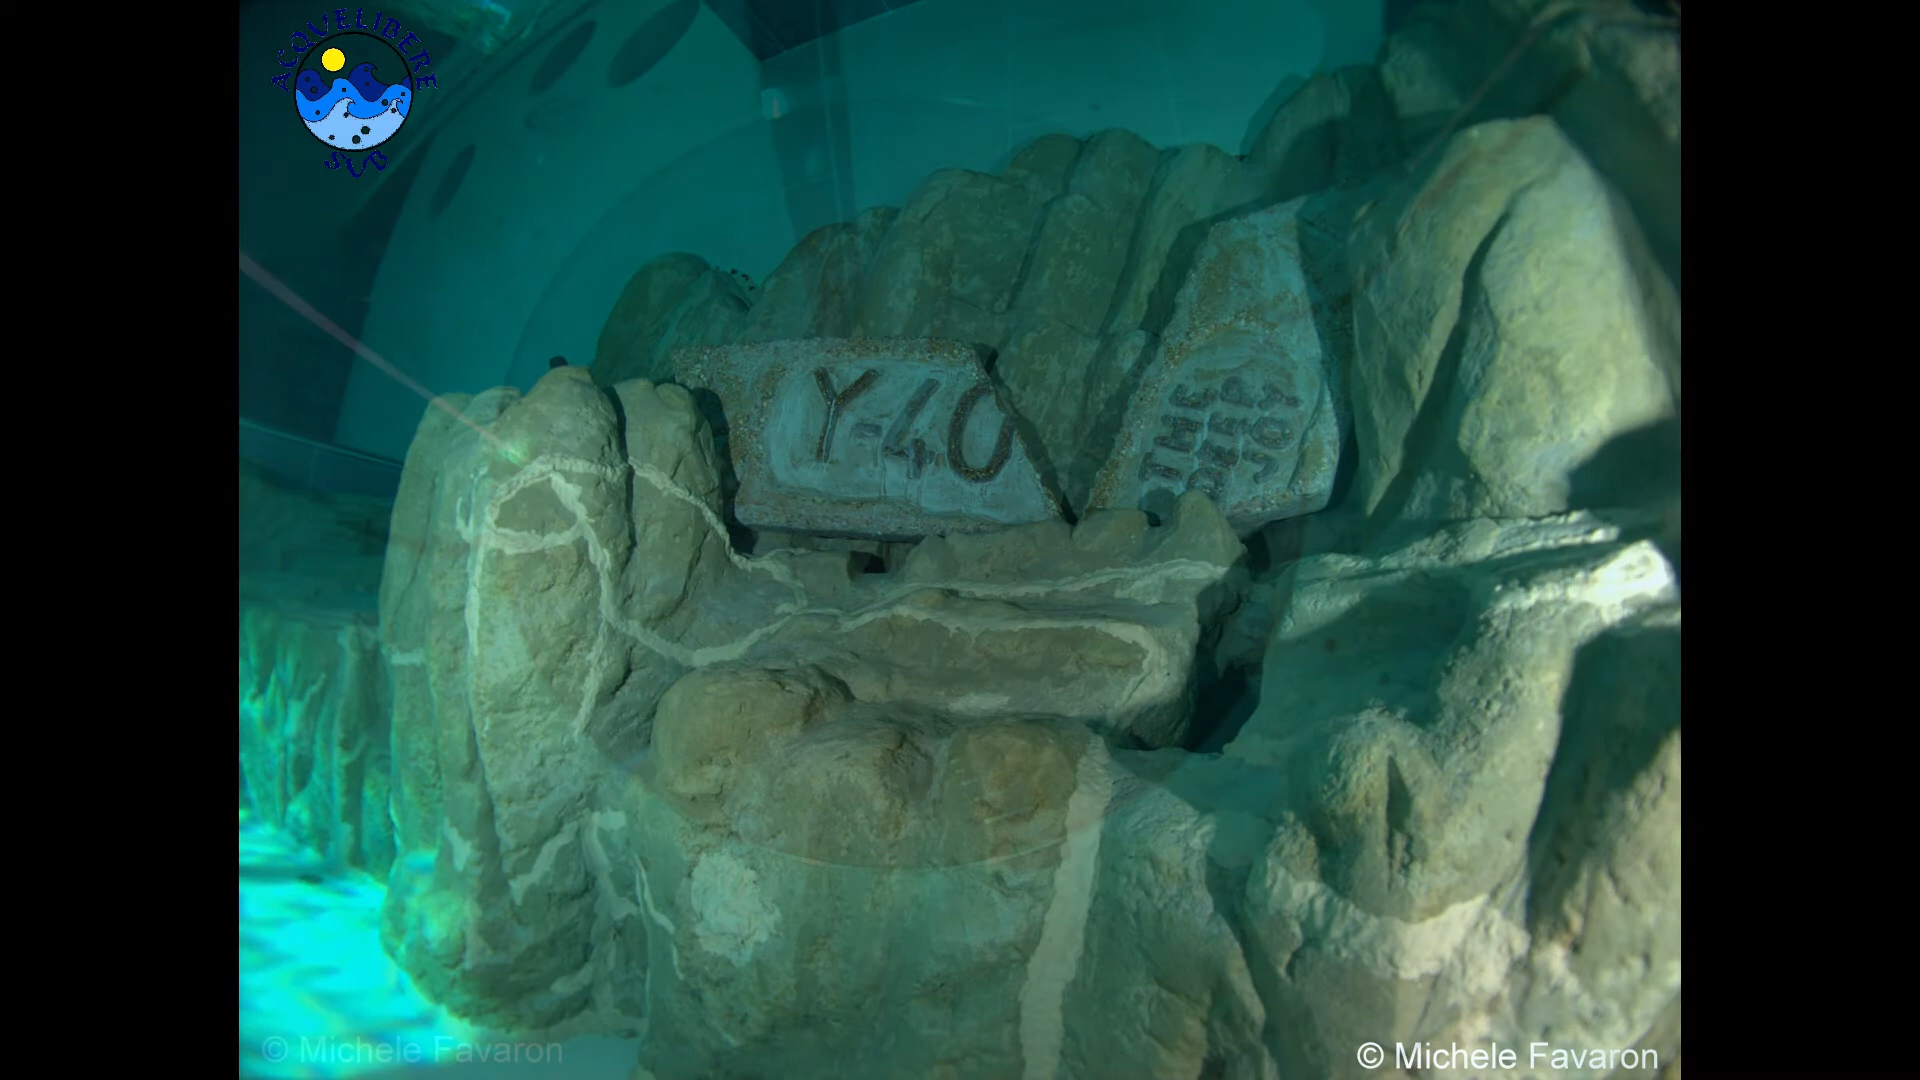 ACQUELIBERE
SUB
Y-40
THE
DEEP
JOY
© Michele Favaron
© Michele Favaron